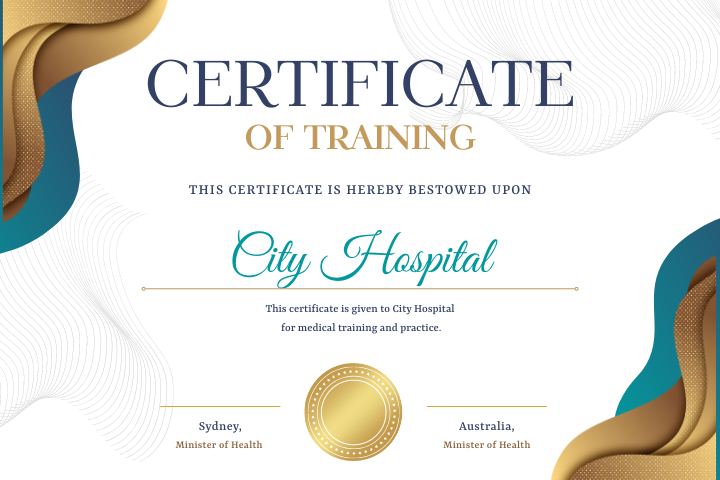 CERTIFICATE
OF TRAINING
THIS CERTIFICATE IS HEREBY BESTOWED UPON
City Hospital
This certificate is given to City Hospital
for medical training and practice.
Sydney,
Minister of Health
Australia,
Minister of Health